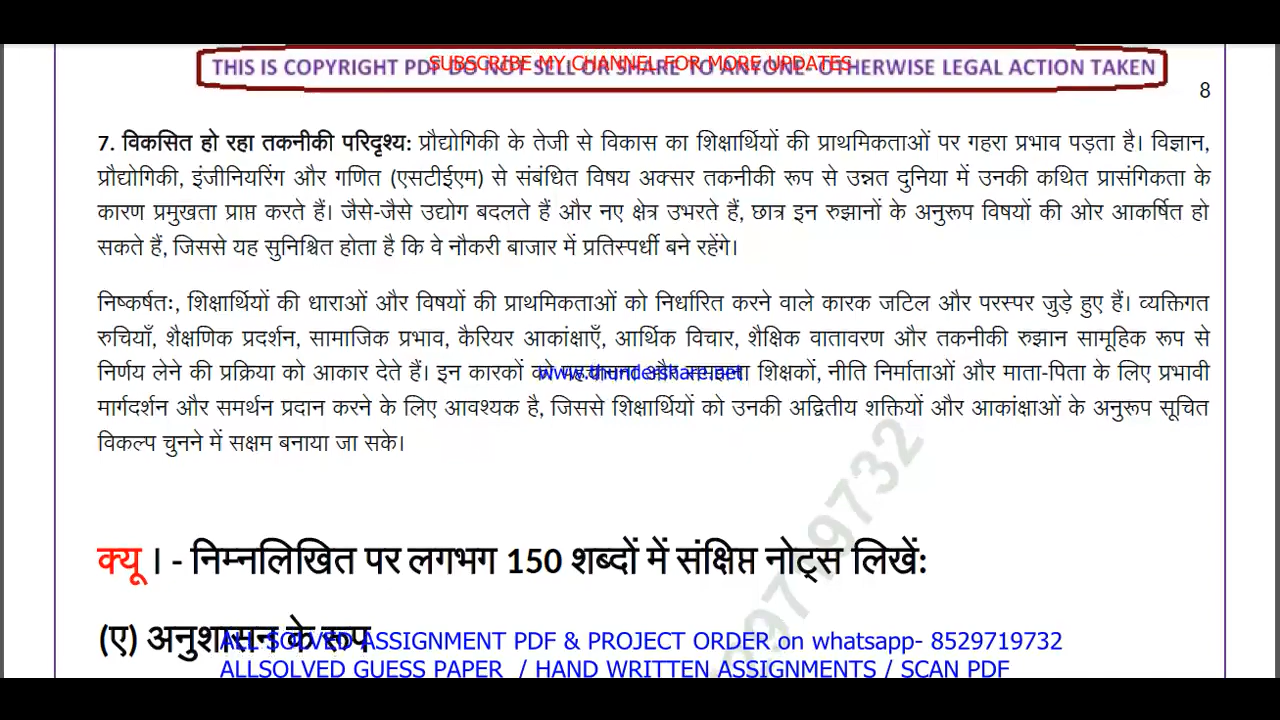 SUBSCRIBE MY CHANNEL FOR MORE UPDATES
THIS IS COPYRIGHT PDF DO NOT SELL OR SHARE TO ANYONE- OTHERWISE LEGAL ACTION TAKEN
8
7. विकसित हो रहा तकनीकी परिदृश्य: प्रौद्योगिकी के तेजी से विकास का शिक्षार्थियों की प्राथमिकताओं पर गहरा प्रभाव पड़ता है। विज्ञान,
प्रौद्योगिकी, इंजीनियरिंग और गणित (एसटीईएम) से संबंधित विषय अक्सर तकनीकी रूप से उन्नत दुनिया में उनकी कथित प्रासंगिकता के
कारण प्रमुखता प्राप्त करते हैं। जैसे-जैसे उद्योग बदलते हैं और नए क्षेत्र उभरते हैं, छात्र इन रुझानों के अनुरूप विषयों की ओर आकर्षित हो
सकते हैं, जिससे यह सुनिश्चित होता है कि वे नौकरी बाजार में प्रतिस्पर्धी बने रहेंगे।
निष्कर्षतः, शिक्षार्थियों की धाराओं और विषयों की प्राथमिकताओं को निर्धारित करने वाले कारक जटिल और परस्पर जुड़े हुए हैं। व्यक्तिगत
रुचियाँ, शैक्षणिक प्रदर्शन, सामाजिक प्रभाव, कैरियर आकांक्षाएँ, आर्थिक विचार, शैक्षिक वातावरण और तकनीकी रुझान सामूहिक रूप से
निर्णय लेने की प्रक्रिया को आकार देते हैं। इन कारकों को और शिक्षकों, नीति निर्माताओं और माता-पिता के लिए प्रभावी
www.thundershare.net
मार्गदर्शन और समर्थन प्रदान करने के लिए आवश्यक है, जिससे शिक्षार्थियों को उनकी अद्वितीय शक्तियों और आकांक्षाओं के अनुरूप सूचित
विकल्प चुनने में सक्षम बनाया जा सके।
क्यू । - निम्नलिखित पर लगभग 150 शब्दों में संक्षिप्त नोट्स लिखें:
(ए) अनुशासन के रूप
ALL SOLVED ASSIGNMENT PDF & PROJECT ORDER on whatsapp- 8529719732
ALLSOLVED GUESS PAPER / HAND WRITTEN ASSIGNMENTS / SCAN PDF
9719732